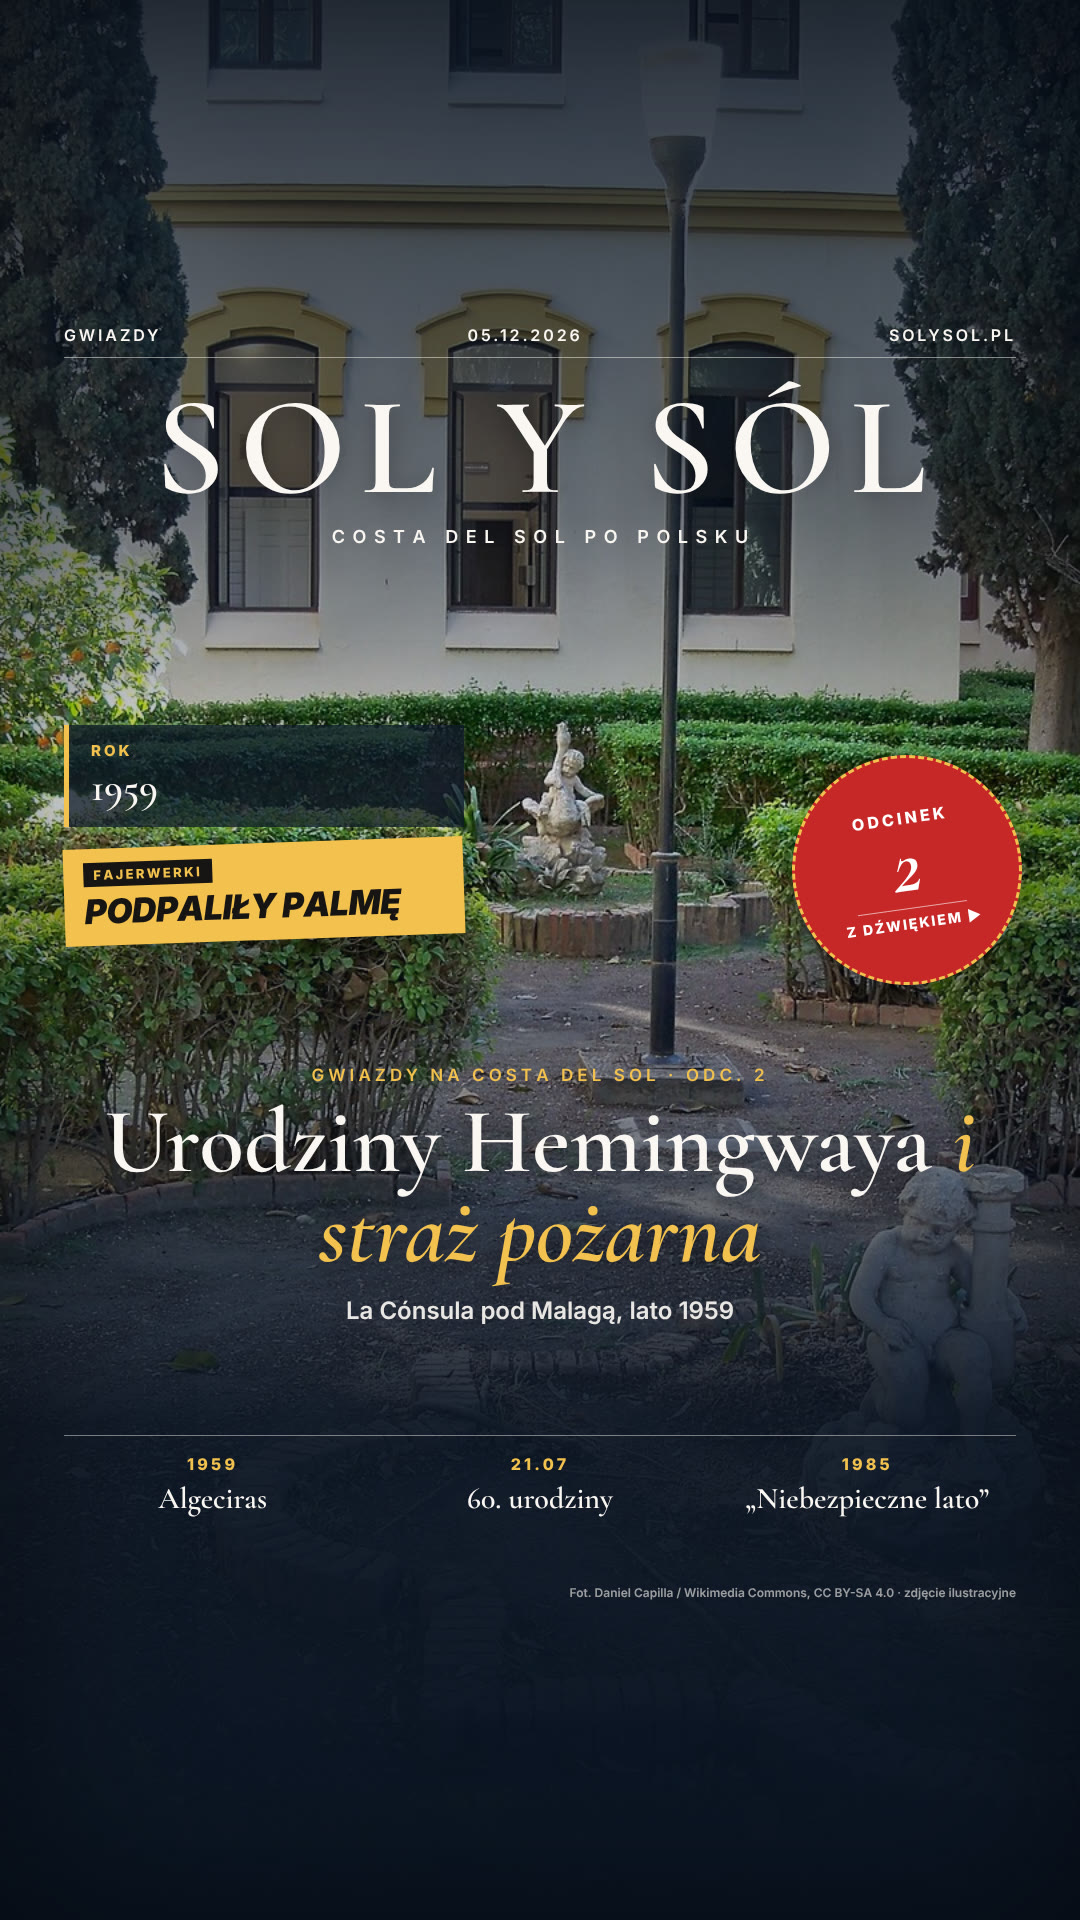 GWIAZDY 05.12.2026 SOLYSOL.PL
SOL Y SÓL
COSTA DEL SOL PO POLSKU
ROK
1959
FAJERWERKI
PODPALIŁY PALMĘ
ODCINEK
2
Z DŹWIĘKIEM ▶
GWIAZDY NA COSTA DEL SOL · ODC. 2
Urodziny Hemingwaya i
straż pożarna
La Cónsula pod Malagą, lato 1959
1959 21.07 1985
Algeciras 60. urodziny „Niebezpieczne lato”
Fot. Daniel Capilla / Wikimedia Commons, CC BY-SA 4.0 · zdjęcie ilustracyjne